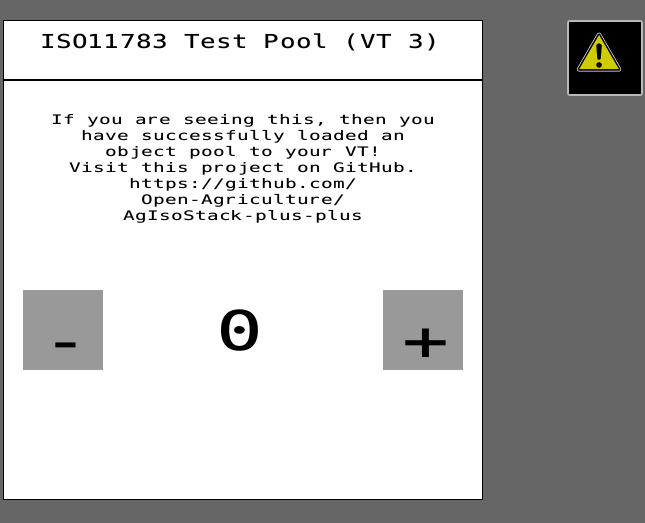 ISO11783 Test Pool (VT 3)
If you are seeing this, then you
have successfully loaded an
object pool to your VT!
Visit this project on GitHub.
https://github.com/
Open-Agriculture/
AgIsoStack-plus-plus
- 0 +